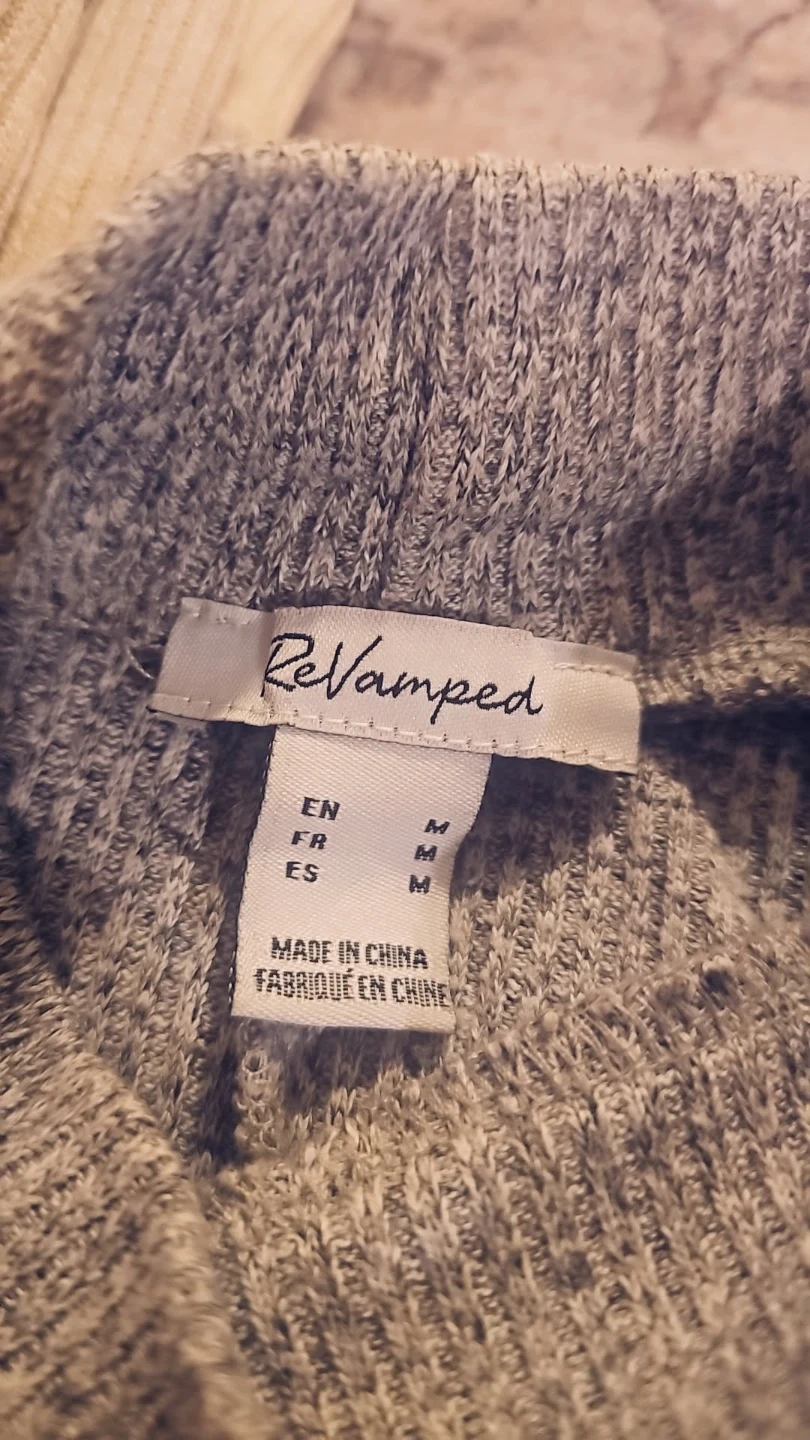 ReVamped
EN M
FR M
ES M
MADE IN CHINA
FABRIQUÉ EN CHINE